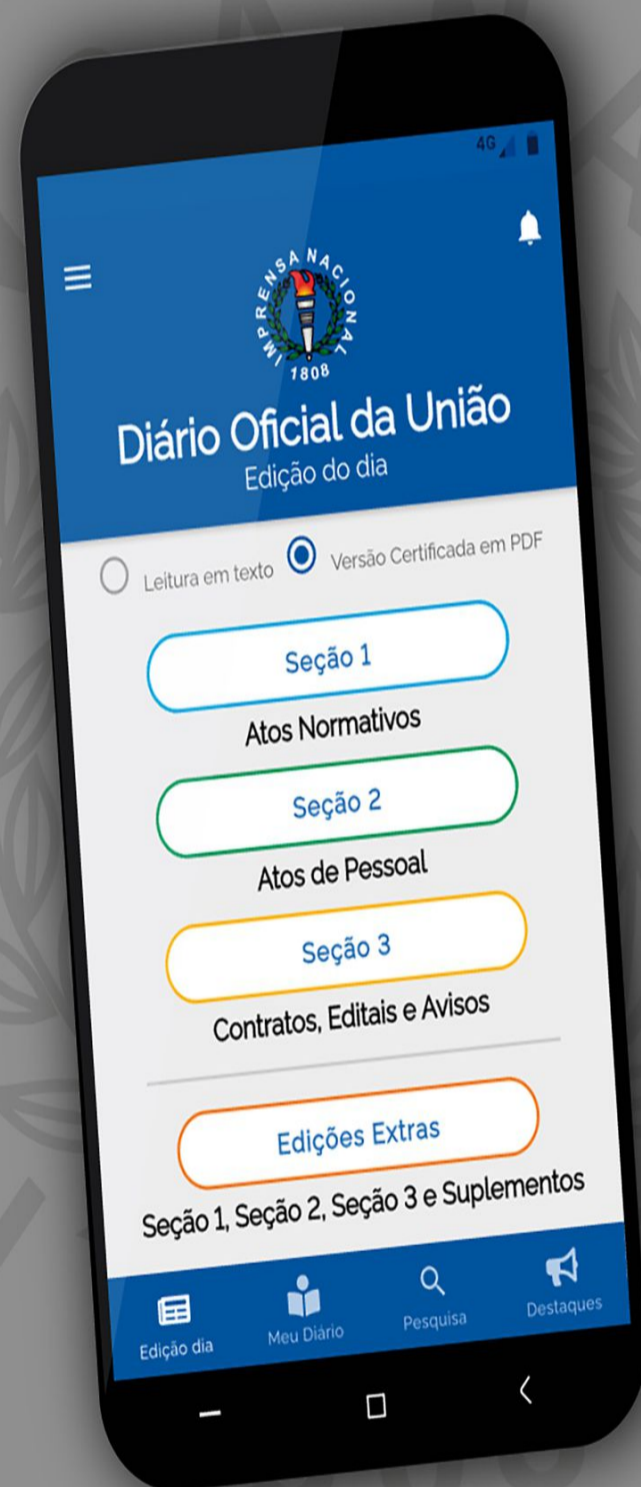 4G
IMPRENSA NACIONAL
1808
Diário Oficial da União
Edição do dia
Leitura em texto Versão Certificada em PDF
Seção 1
Atos Normativos
Seção 2
Atos de Pessoal
Seção 3
Contratos, Editais e Avisos
Edições Extras
Seção 1, Seção 2, Seção 3 e Suplementos
Edição dia Meu Diário Pesquisa Destaques